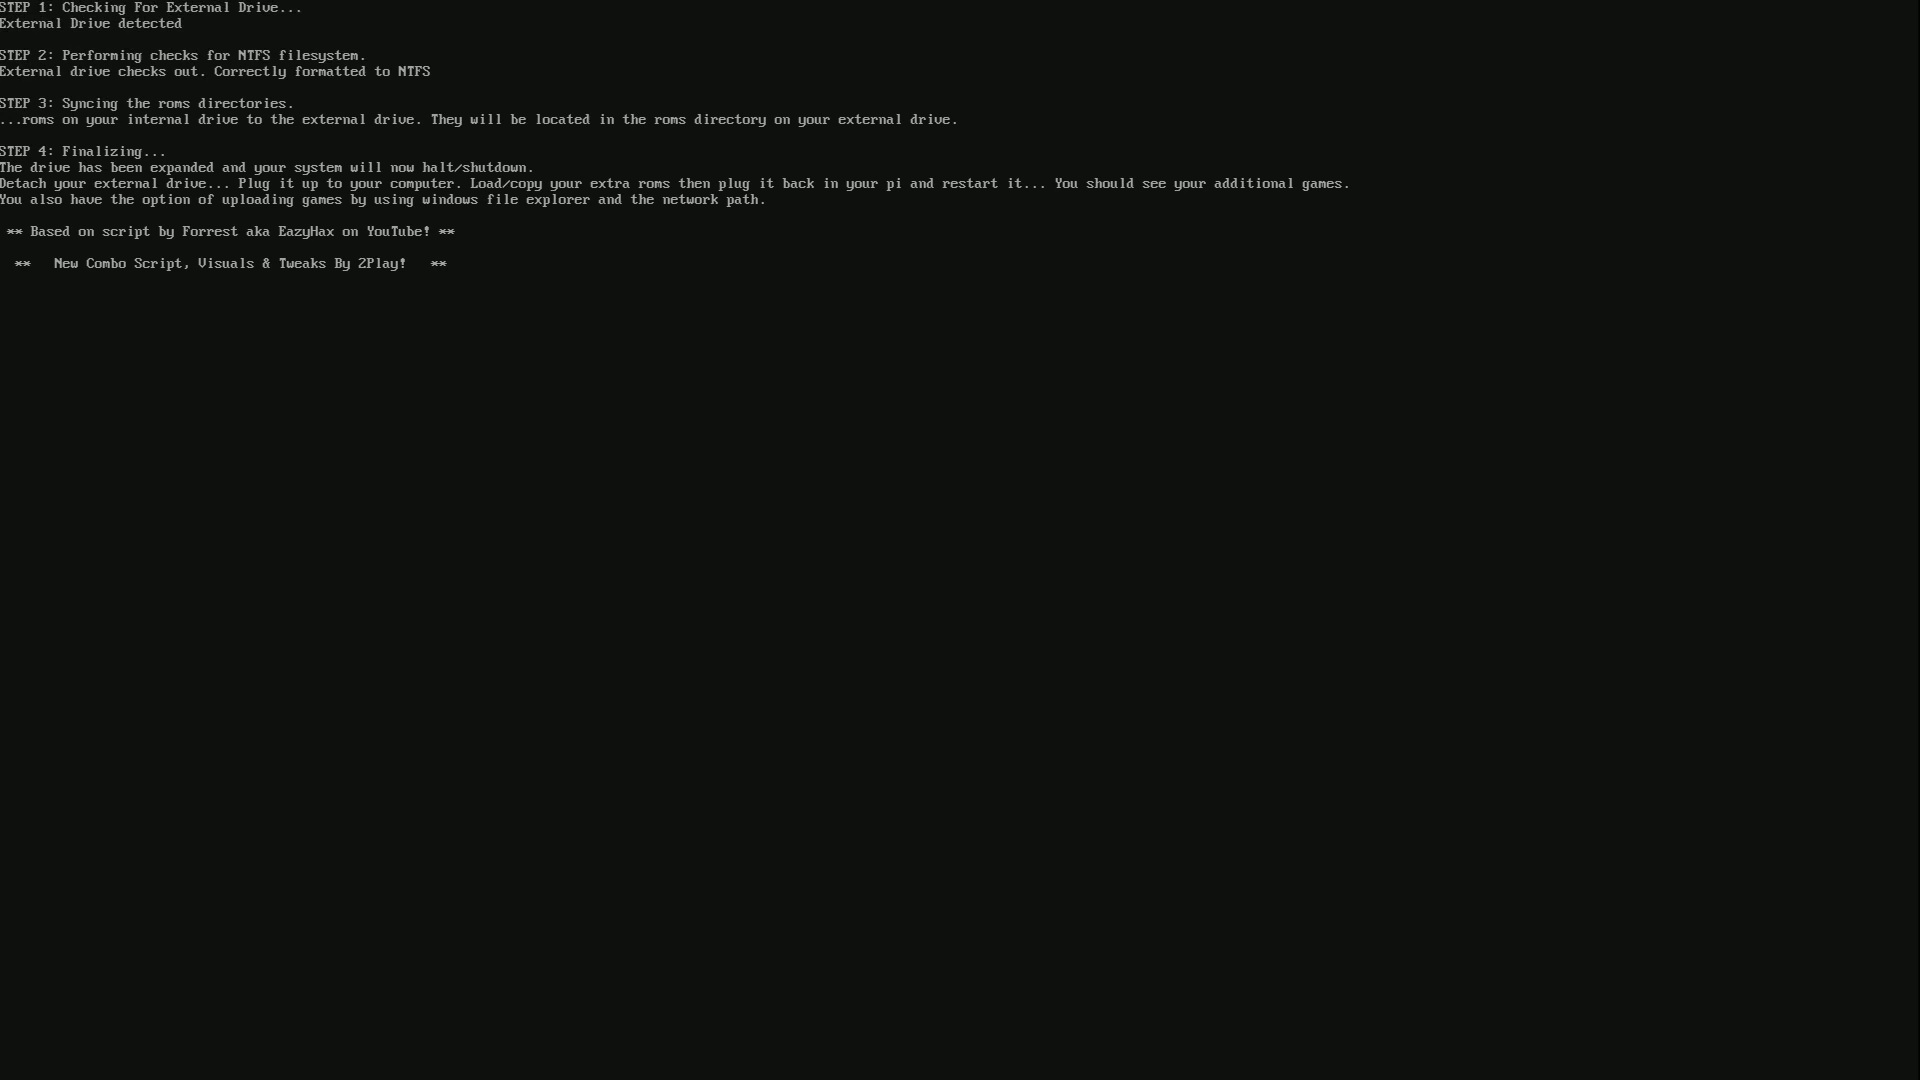 STEP 1: Checking For External Drive...
External Drive detected
STEP 2: Performing checks for NTFS filesystem.
External drive checks out. Correctly formatted to NTFS
STEP 3: Syncing the roms directories.
...roms on your internal drive to the external drive. They will be located in the roms directory on your external drive.
STEP 4: Finalizing...
The drive has been expanded and your system will now halt/shutdown.
Detach your external drive... Plug it up to your computer. Load/copy your extra roms then plug it back in your pi and restart it... You should see your additional games.
You also have the option of uploading games by using windows file explorer and the network path.
** Based on script by Forrest aka EazyHax on YouTube! **
** New Combo Script, Visuals & Tweaks By 2Play! **